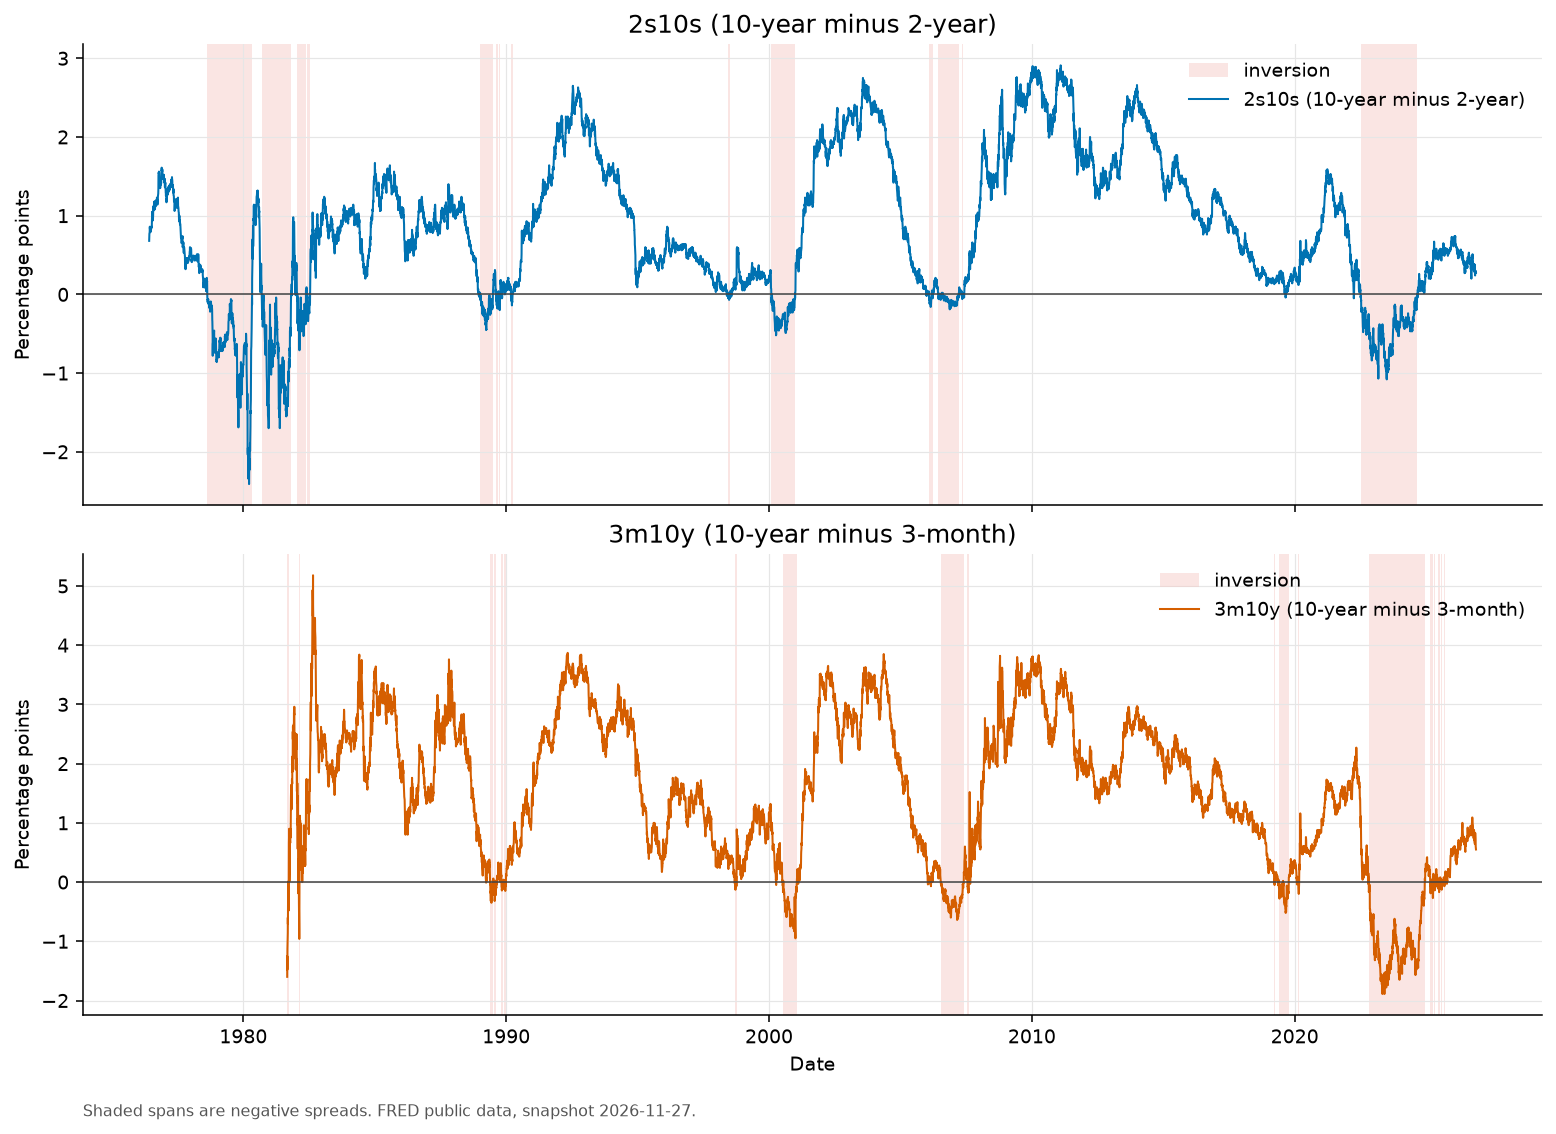 2s10s (10-year minus 2-year)
3
2
1
0
−1
−2
Percentage points
inversion
2s10s (10-year minus 2-year)
3m10y (10-year minus 3-month)
5
4
3
2
1
0
−1
−2
Percentage points
inversion
3m10y (10-year minus 3-month)
1980 1990 2000 2010 2020
Date
Shaded spans are negative spreads. FRED public data, snapshot 2026-11-27.